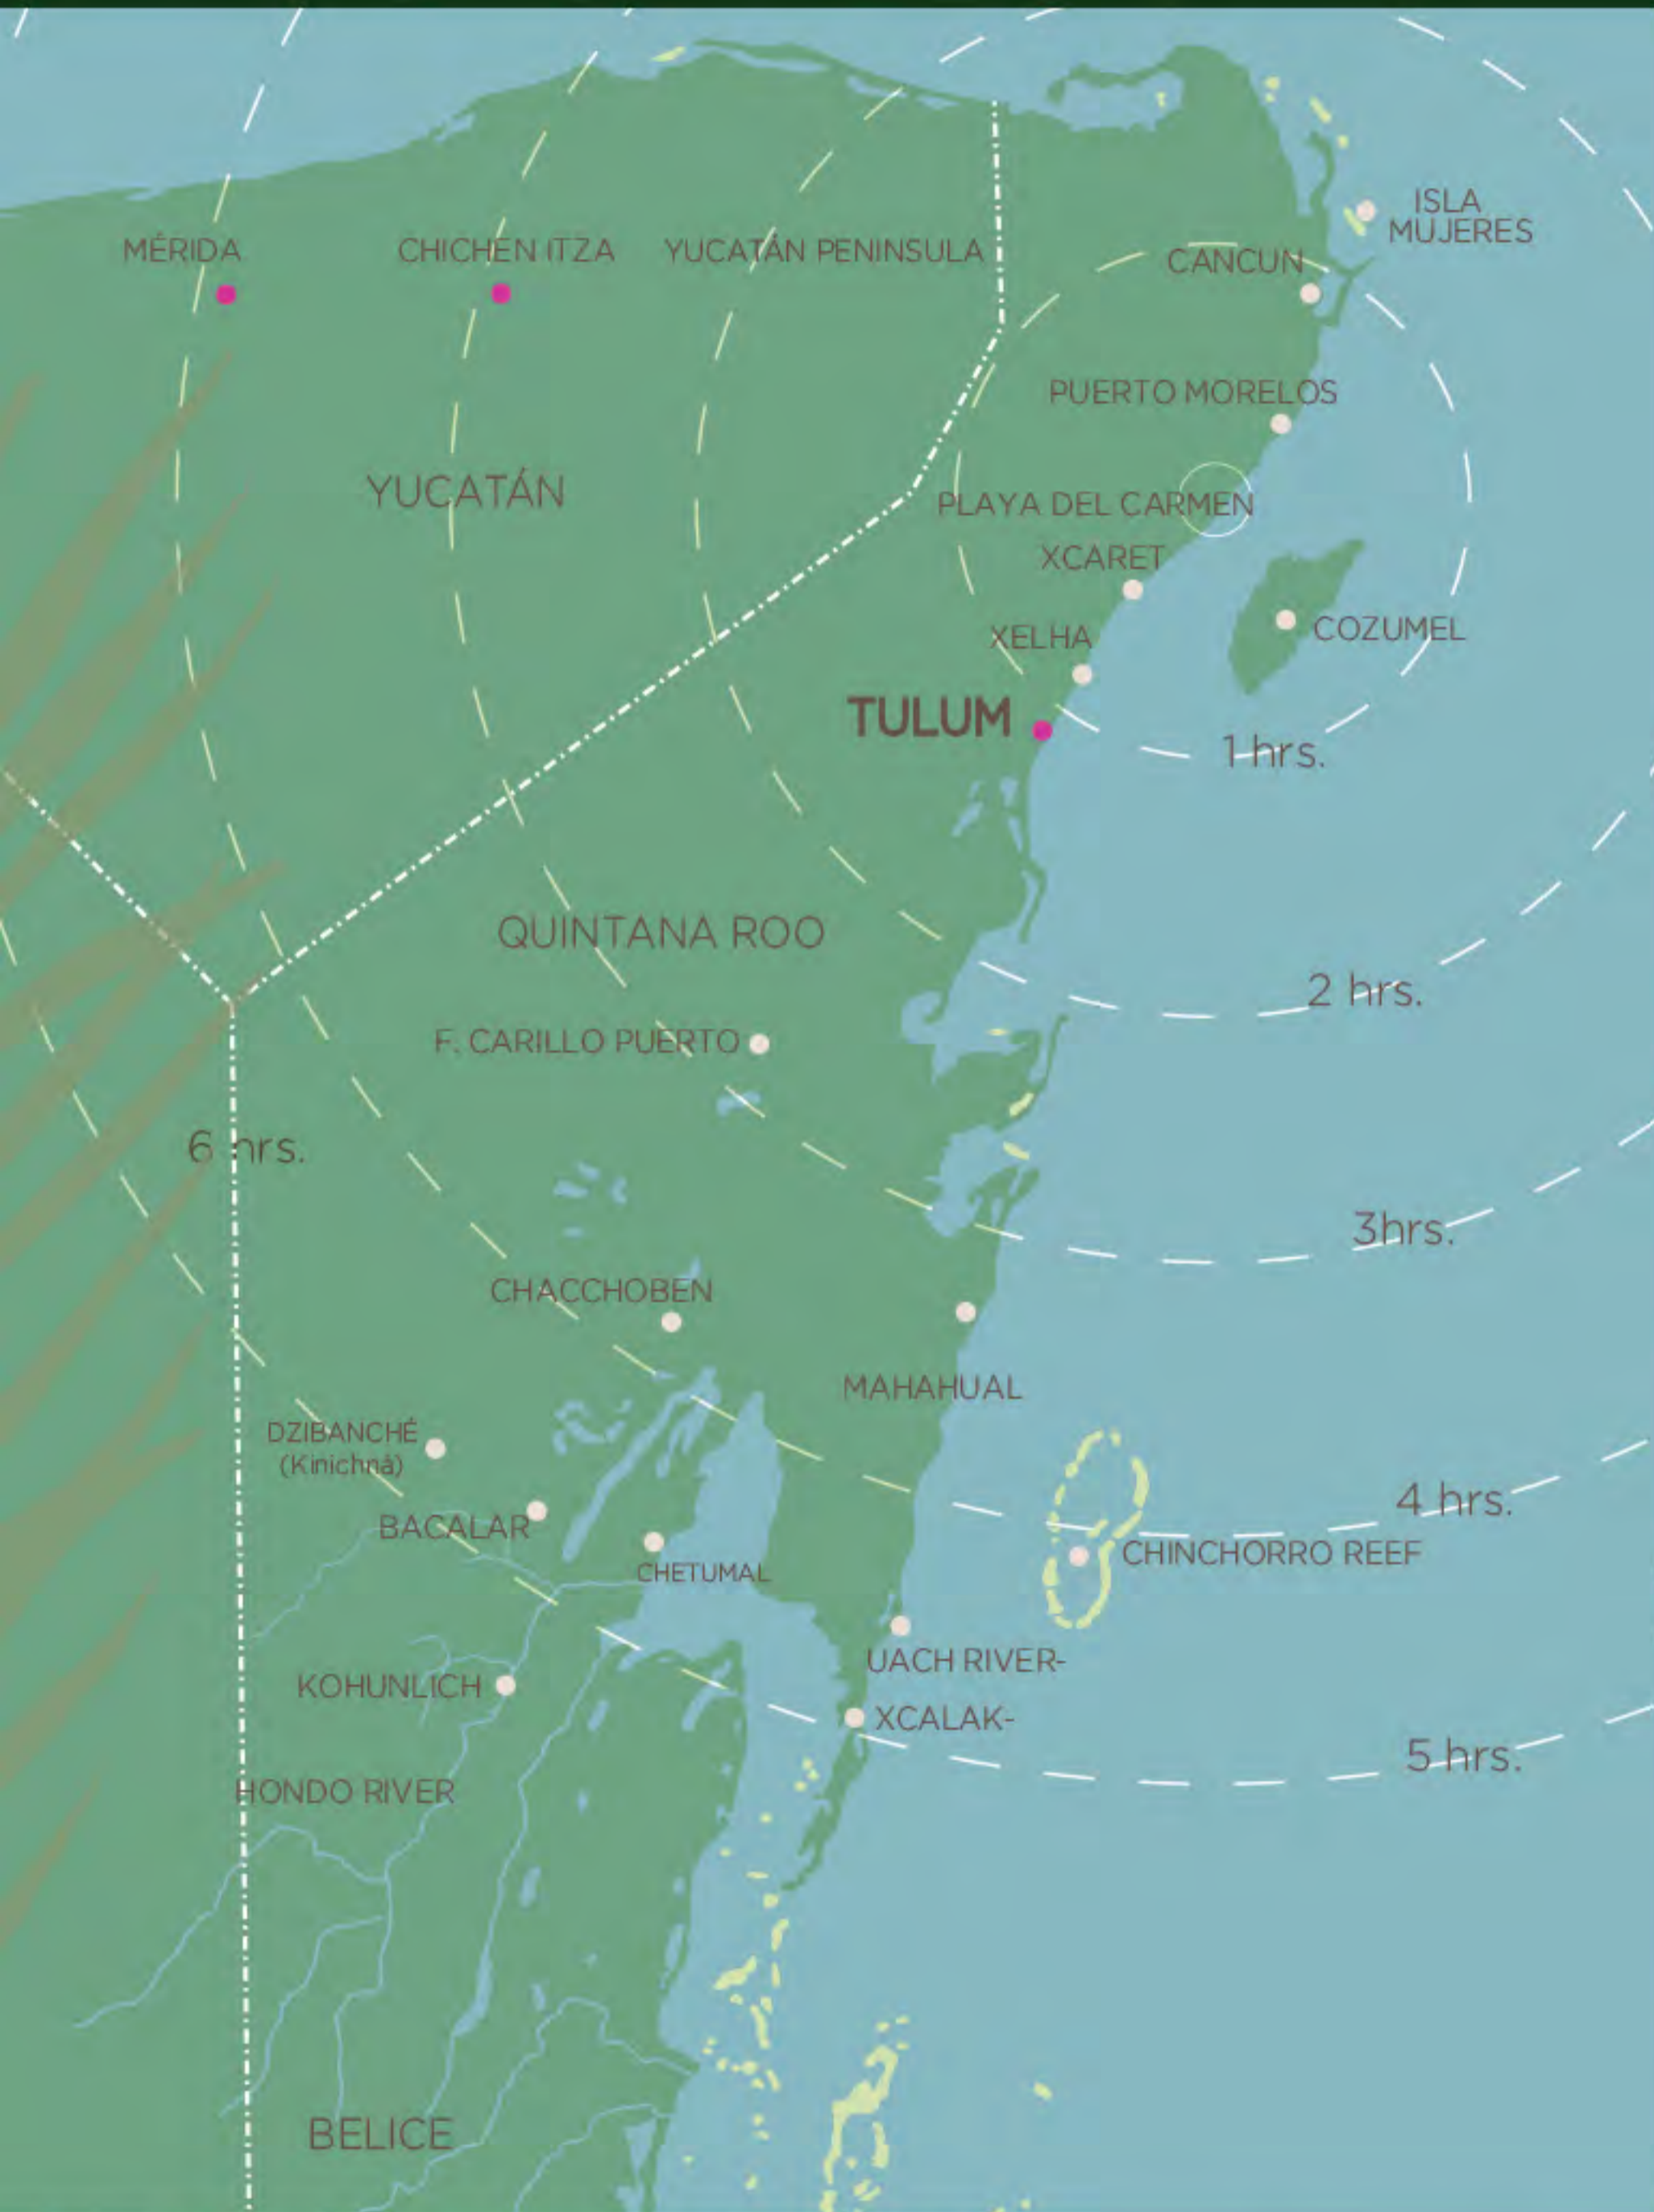 ISLA
MUJERES
MÉRIDA
CHICHEN ITZA
YUCATÁN PENINSULA
CANCUN
PUERTO MORELOS
YUCATÁN
PLAYA DEL CARMEN
XCARET
XELHA
COZUMEL
TULUM
1 hrs.
QUINTANA ROO
2 hrs.
F. CARILLO PUERTO
6 hrs.
3hrs.
CHACCHOBEN
MAHAHUAL
DZIBANCHÉ
(Kinichná)
4 hrs.
BACALAR
CHINCHORRO REEF
CHETUMAL
UACH RIVER-
KOHUNLICH
XCALAK-
5 hrs.
HONDO RIVER
BELICE